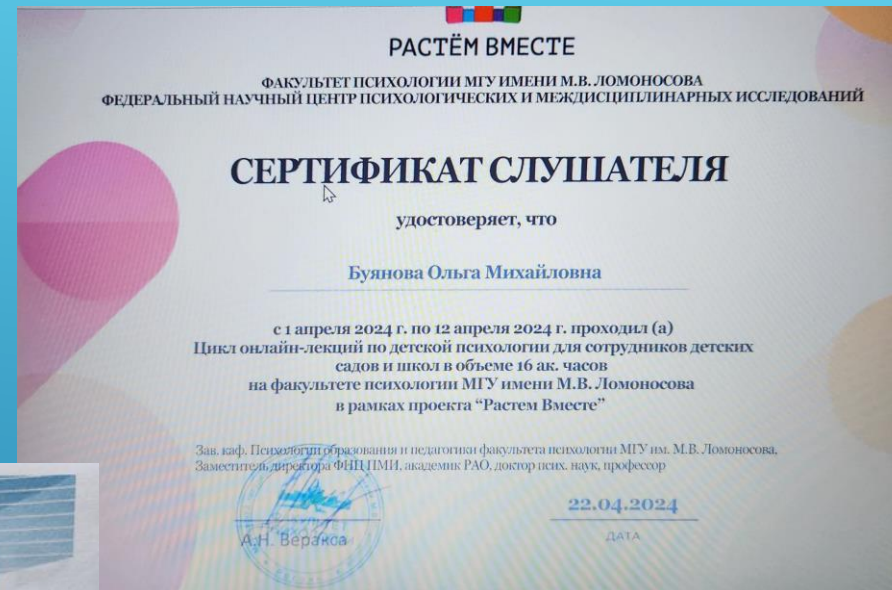 РАСТЁМ ВМЕСТЕ
ФАКУЛЬТЕТ ПСИХОЛОГИИ МГУ ИМЕНИ М.В. ЛОМОНОСОВА
ФЕДЕРАЛЬНЫЙ НАУЧНЫЙ ЦЕНТР ПСИХОЛОГИЧЕСКИХ И МЕЖДИСЦИПЛИНАРНЫХ ИССЛЕДОВАНИЙ
СЕРТИФИКАТ СЛУШАТЕЛЯ
удостоверяет, что
Буянова Ольга Михайловна
с 1 апреля 2024 г. по 12 апреля 2024 г. проходил (а)
Цикл онлайн-лекций по детской психологии для сотрудников детских
садов и школ в объеме 16 ак. часов
на факультете психологии МГУ имени М.В. Ломоносова
в рамках проекта “Растем Вместе”
Зав. каф. Психологии образования и педагогики факультета психологии МГУ им. М.В. Ломоносова,
Заместитель директора ФНЦ ПМИ, академик РАО, доктор псих. наук, профессор
22.04.2024
А.Н. Веракса
ДАТА